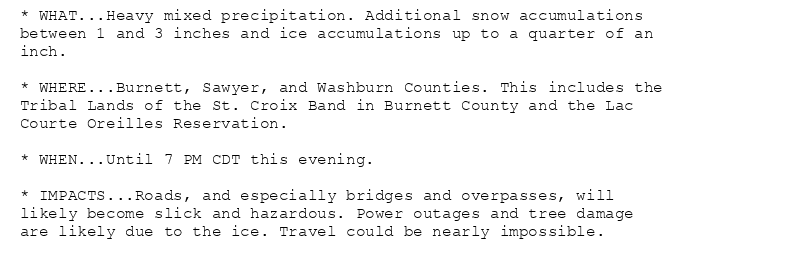 * WHAT...Heavy mixed precipitation. Additional snow accumulations
between 1 and 3 inches and ice accumulations up to a quarter of an
inch.
* WHERE...Burnett, Sawyer, and Washburn Counties. This includes the
Tribal Lands of the St. Croix Band in Burnett County and the Lac
Courte Oreilles Reservation.
* WHEN...Until 7 PM CDT this evening.
* IMPACTS...Roads, and especially bridges and overpasses, will
likely become slick and hazardous. Power outages and tree damage
are likely due to the ice. Travel could be nearly impossible.